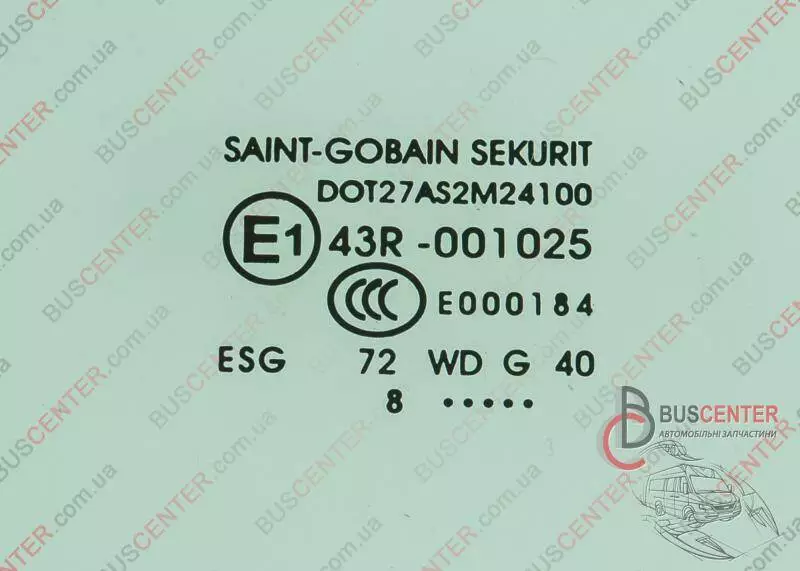 SAINT-GOBAIN SEKURIT
DOT27AS2M24100
E1 43R -001025
CCC E000184
ESG 72 WD G 40
8 •••••
BUSCENTER
АВТОМОБІЛЬНІ ЗАПЧАСТИНИ
BUSCENTER.com.ua